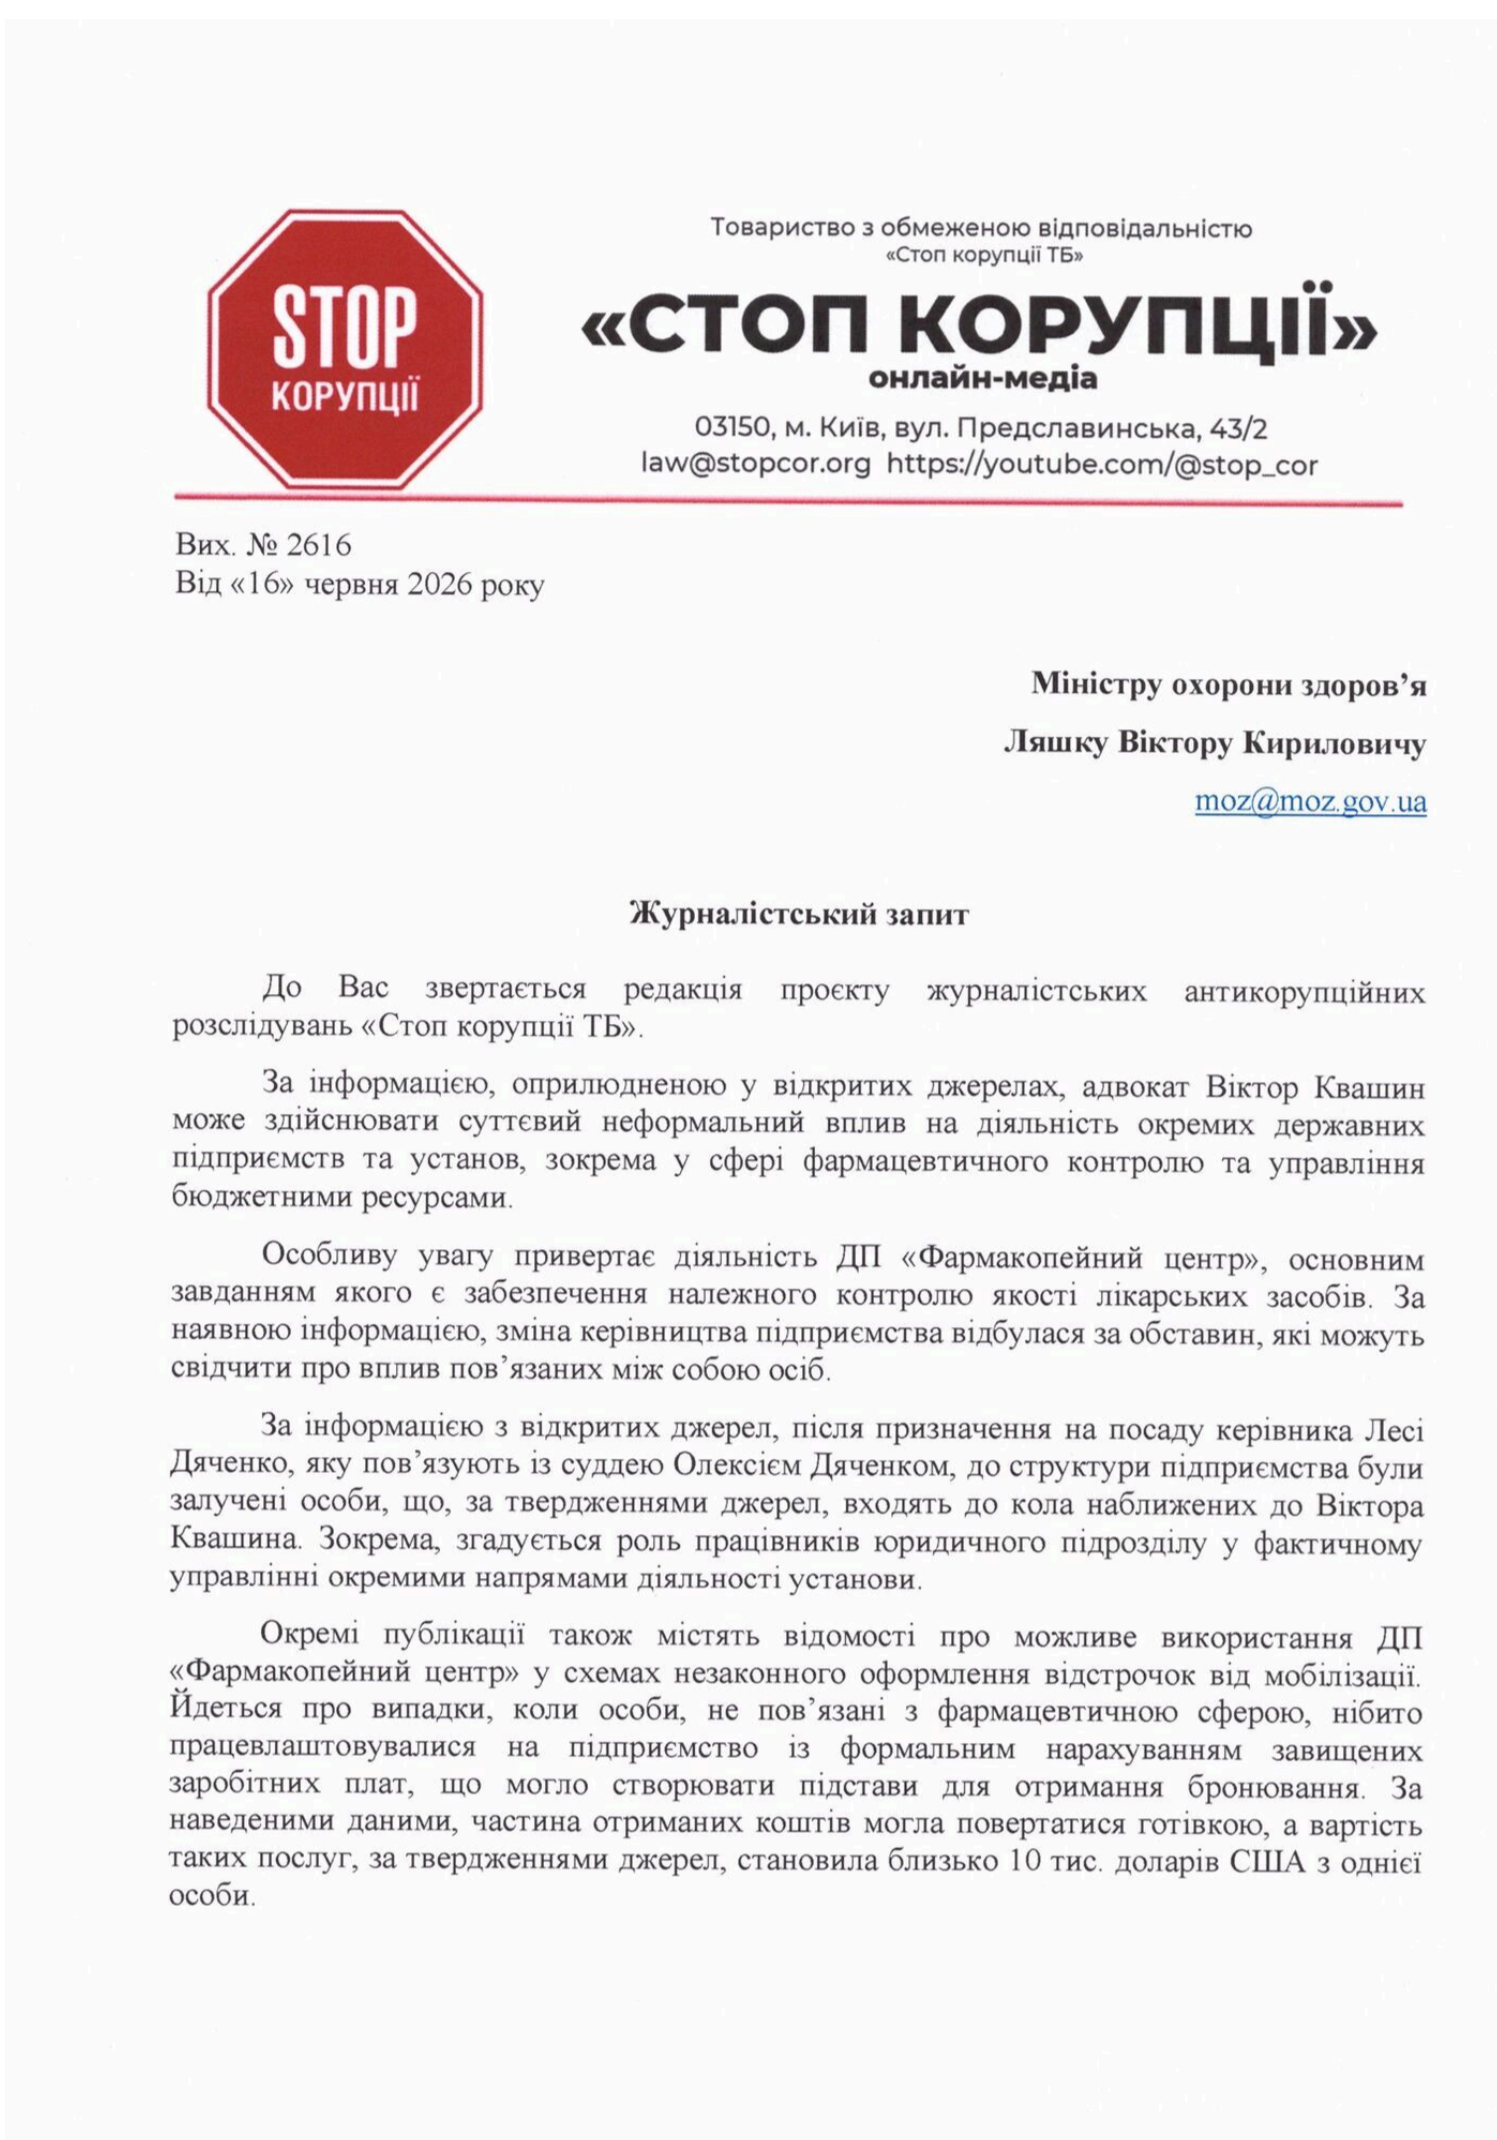 STOP
КОРУПЦІЇ
Товариство з обмеженою відповідальністю
«Стоп корупції ТБ»
«СТОП КОРУПЦІЇ»
онлайн-медіа
03150, м. Київ, вул. Предславинська, 43/2
law@stopcor.org https://youtube.com/@stop_cor
Вих. № 2616
Від «16» червня 2026 року
Міністру охорони здоров’я
Ляшку Віктору Кириловичу
moz@moz.gov.ua
Журналістський запит
До Вас звертається редакція проєкту журналістських антикорупційних
розслідувань «Стоп корупції ТБ».
За інформацією, оприлюдненою у відкритих джерелах, адвокат Віктор Квашин
може здійснювати суттєвий неформальний вплив на діяльність окремих державних
підприємств та установ, зокрема у сфері фармацевтичного контролю та управління
бюджетними ресурсами.
Особливу увагу привертає діяльність ДП «Фармакопейний центр», основним
завданням якого є забезпечення належного контролю якості лікарських засобів. За
наявною інформацією, зміна керівництва підприємства відбулася за обставин, які можуть
свідчити про вплив пов’язаних між собою осіб.
За інформацією з відкритих джерел, після призначення на посаду керівника Лесі
Дяченко, яку пов’язують із суддею Олексієм Дяченком, до структури підприємства були
залучені особи, що, за твердженнями джерел, входять до кола наближених до Віктора
Квашина. Зокрема, згадується роль працівників юридичного підрозділу у фактичному
управлінні окремими напрямами діяльності установи.
Окремі публікації також містять відомості про можливе використання ДП
«Фармакопейний центр» у схемах незаконного оформлення відстрочок від мобілізації.
Йдеться про випадки, коли особи, не пов’язані з фармацевтичною сферою, нібито
працевлаштовувалися на підприємство із формальним нарахуванням завищених
заробітних плат, що могло створювати підстави для отримання бронювання. За
наведеними даними, частина отриманих коштів могла повертатися готівкою, а вартість
таких послуг, за твердженнями джерел, становила близько 10 тис. доларів США з однієї
особи.